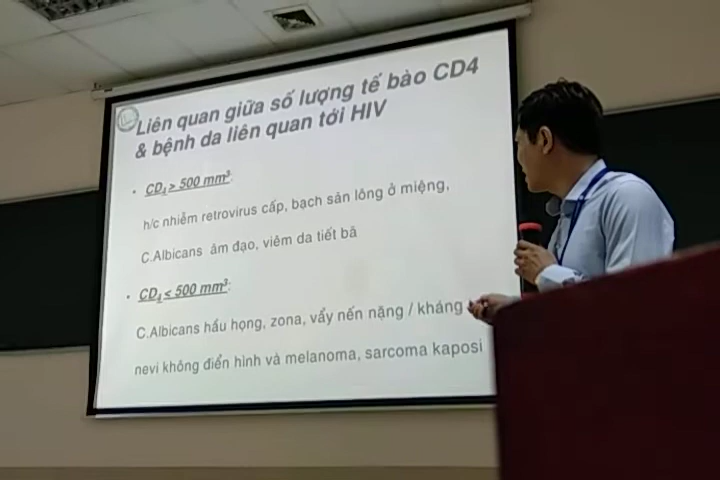 Liên quan giữa số lượng tế bào CD4
& bệnh da liên quan tới HIV
• CD4 ≥ 500 mm³:
h/c nhiễm retrovirus cấp, bạch sản lông ở miệng,
C.Albicans âm đạo, viêm da tiết bã
• CD4 ≤ 500 mm³:
C.Albicans hầu họng, zona, vẩy nến nặng / kháng
nevi không điển hình và melanoma, sarcoma kaposi